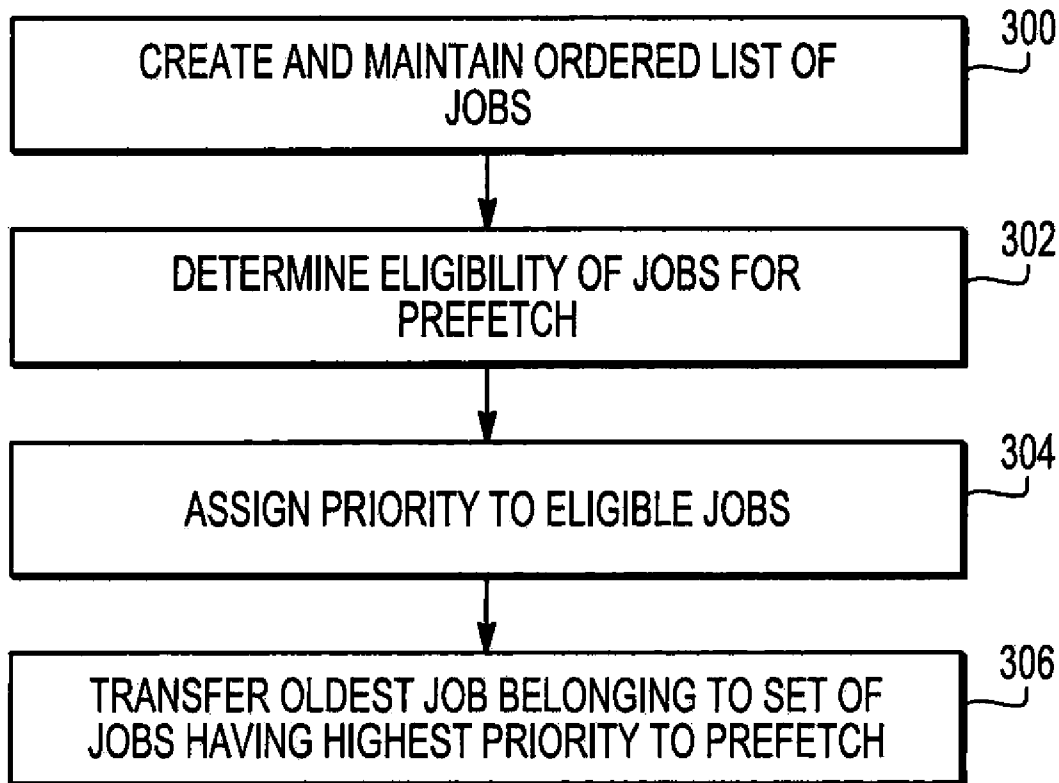 CREATE AND MAINTAIN ORDERED LIST OF
JOBS
300
DETERMINE ELIGIBILITY OF JOBS FOR
PREFETCH
302
ASSIGN PRIORITY TO ELIGIBLE JOBS
304
TRANSFER OLDEST JOB BELONGING TO SET OF
JOBS HAVING HIGHEST PRIORITY TO PREFETCH
306